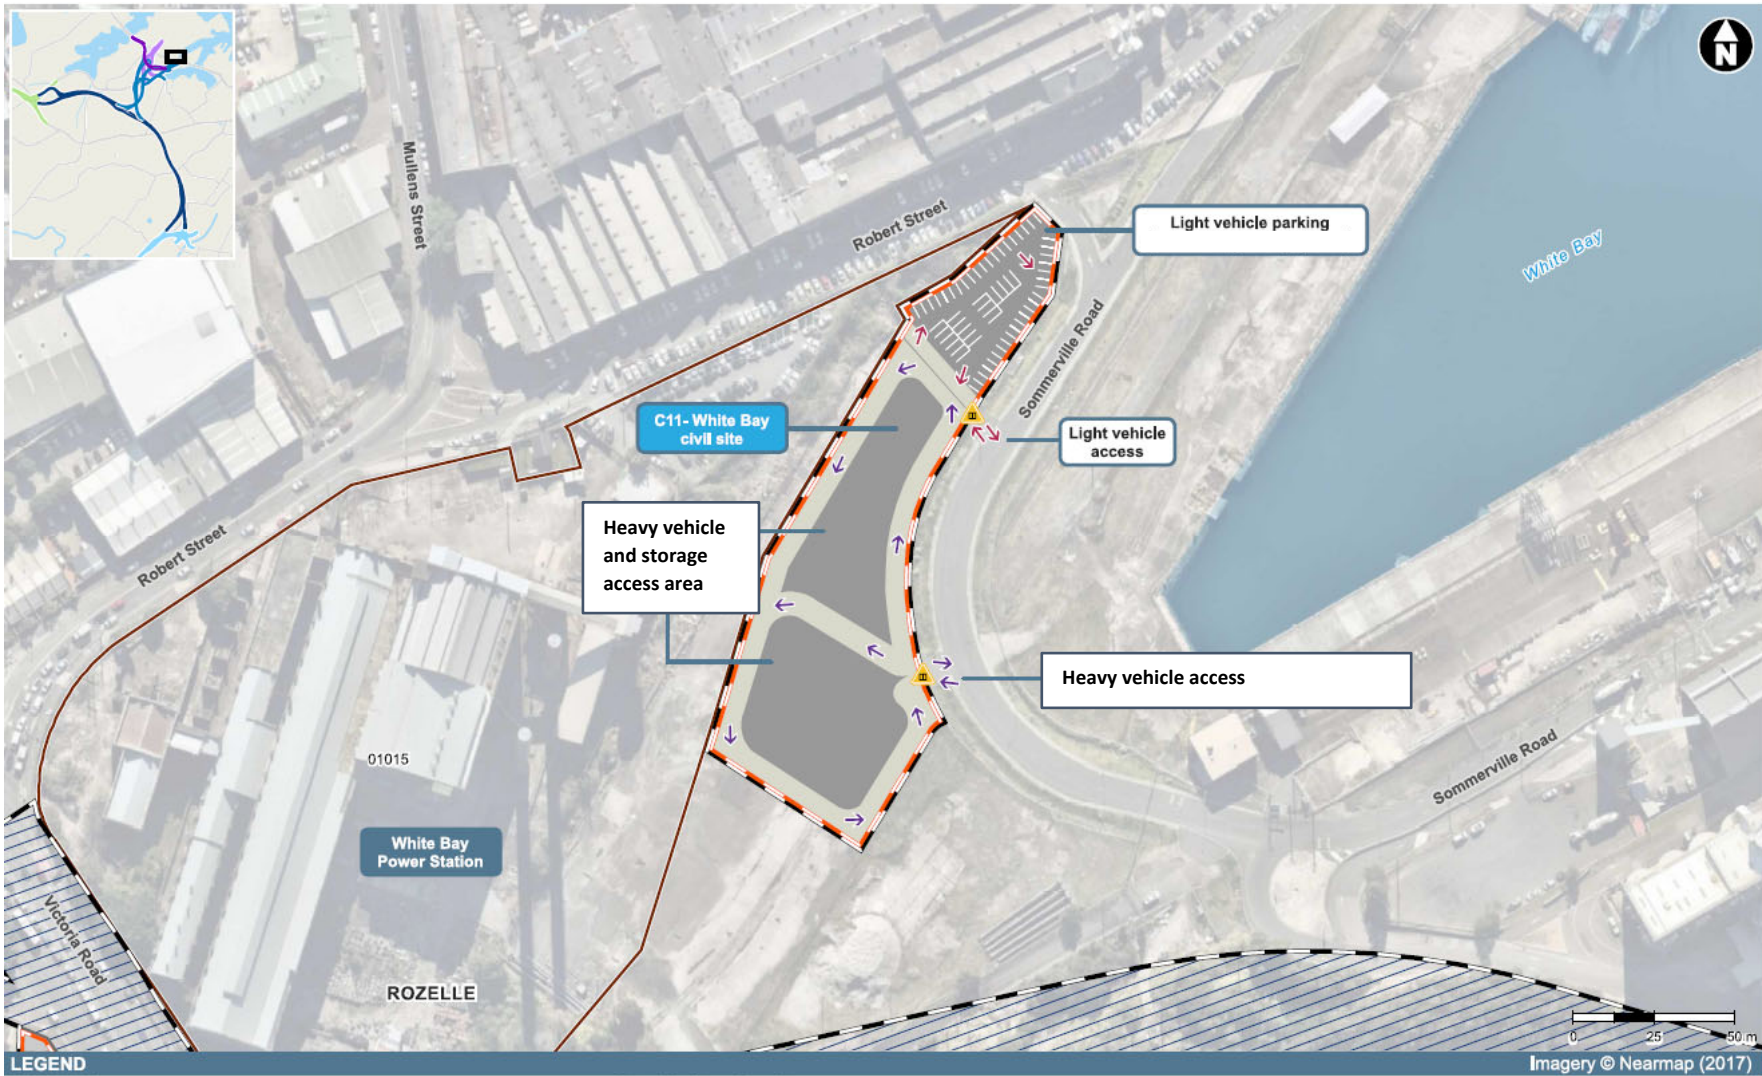 N
Mullens Street
Robert Street
Light vehicle parking
White Bay
Sommerville Road
C11- White Bay
civil site
Light vehicle
access
Heavy vehicle
and storage
access area
Robert Street
Heavy vehicle access
Sommerville Road
01015
White Bay
Power Station
Victoria Road
ROZELLE
0 25 50 m
LEGEND
Imagery © Nearmap (2017)